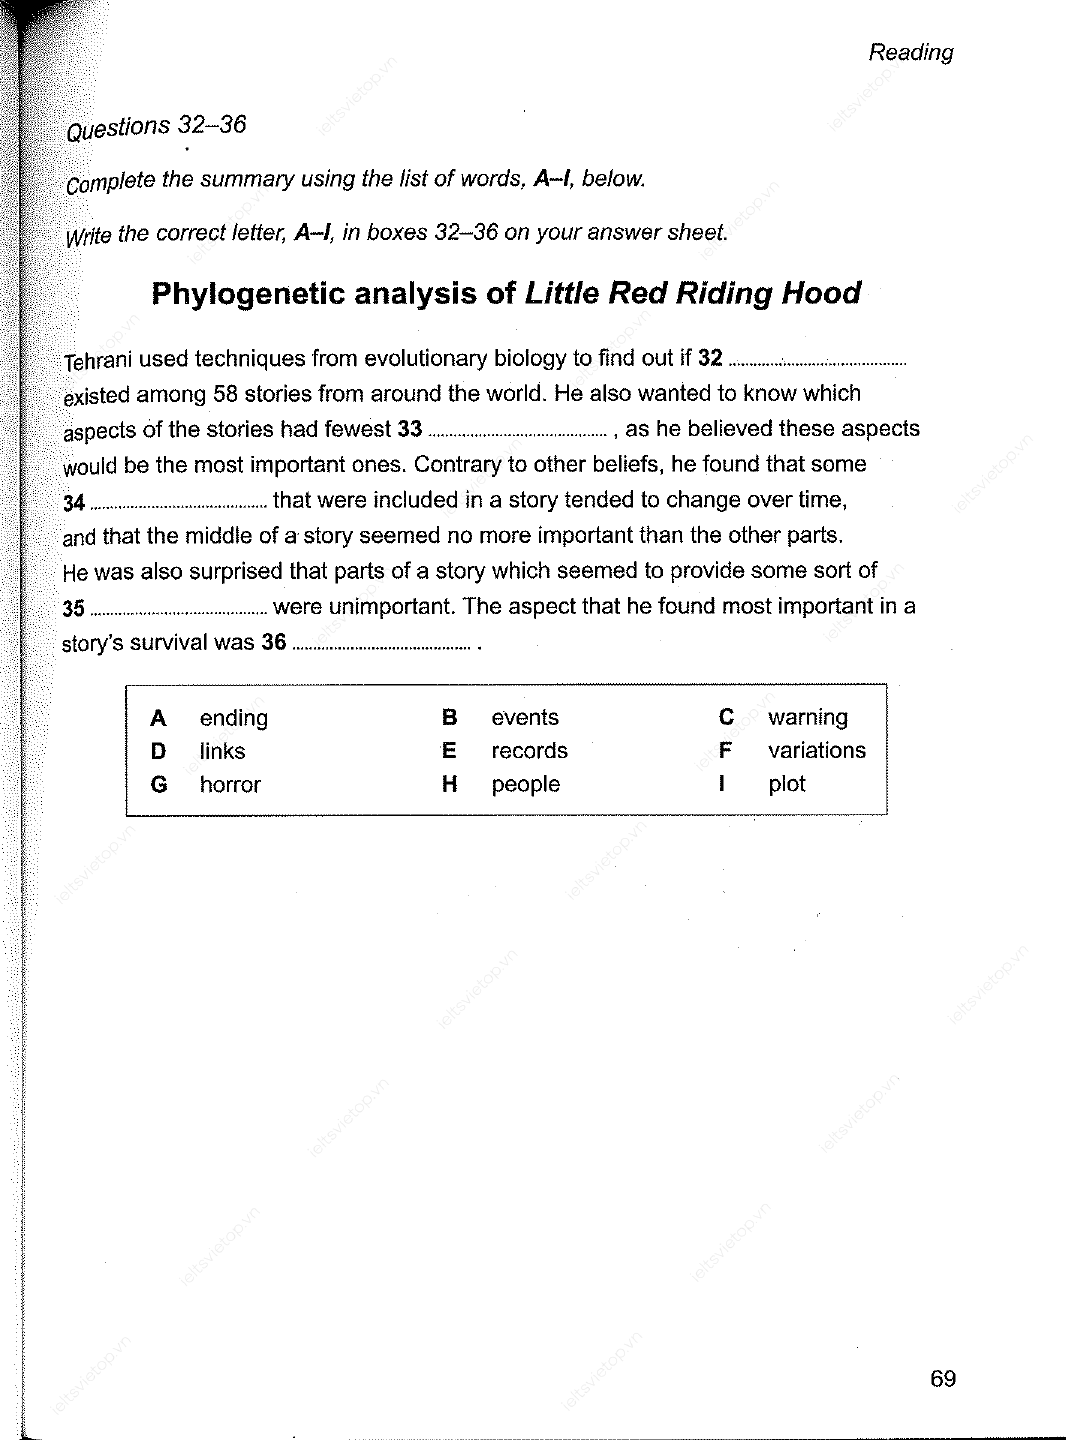 Reading
Questions 32–36
Complete the summary using the list of words, A–I, below.
Write the correct letter, A–I, in boxes 32–36 on your answer sheet.
Phylogenetic analysis of Little Red Riding Hood
Tehrani used techniques from evolutionary biology to find out if 32 ........................................
existed among 58 stories from around the world. He also wanted to know which
aspects of the stories had fewest 33 ........................................ , as he believed these aspects
would be the most important ones. Contrary to other beliefs, he found that some
34 ........................................ that were included in a story tended to change over time,
and that the middle of a story seemed no more important than the other parts.
He was also surprised that parts of a story which seemed to provide some sort of
35 ........................................ were unimportant. The aspect that he found most important in a
story's survival was 36 ........................................ .
A ending B events C warning
D links E records F variations
G horror H people I plot
69
ieltsvietop.vn